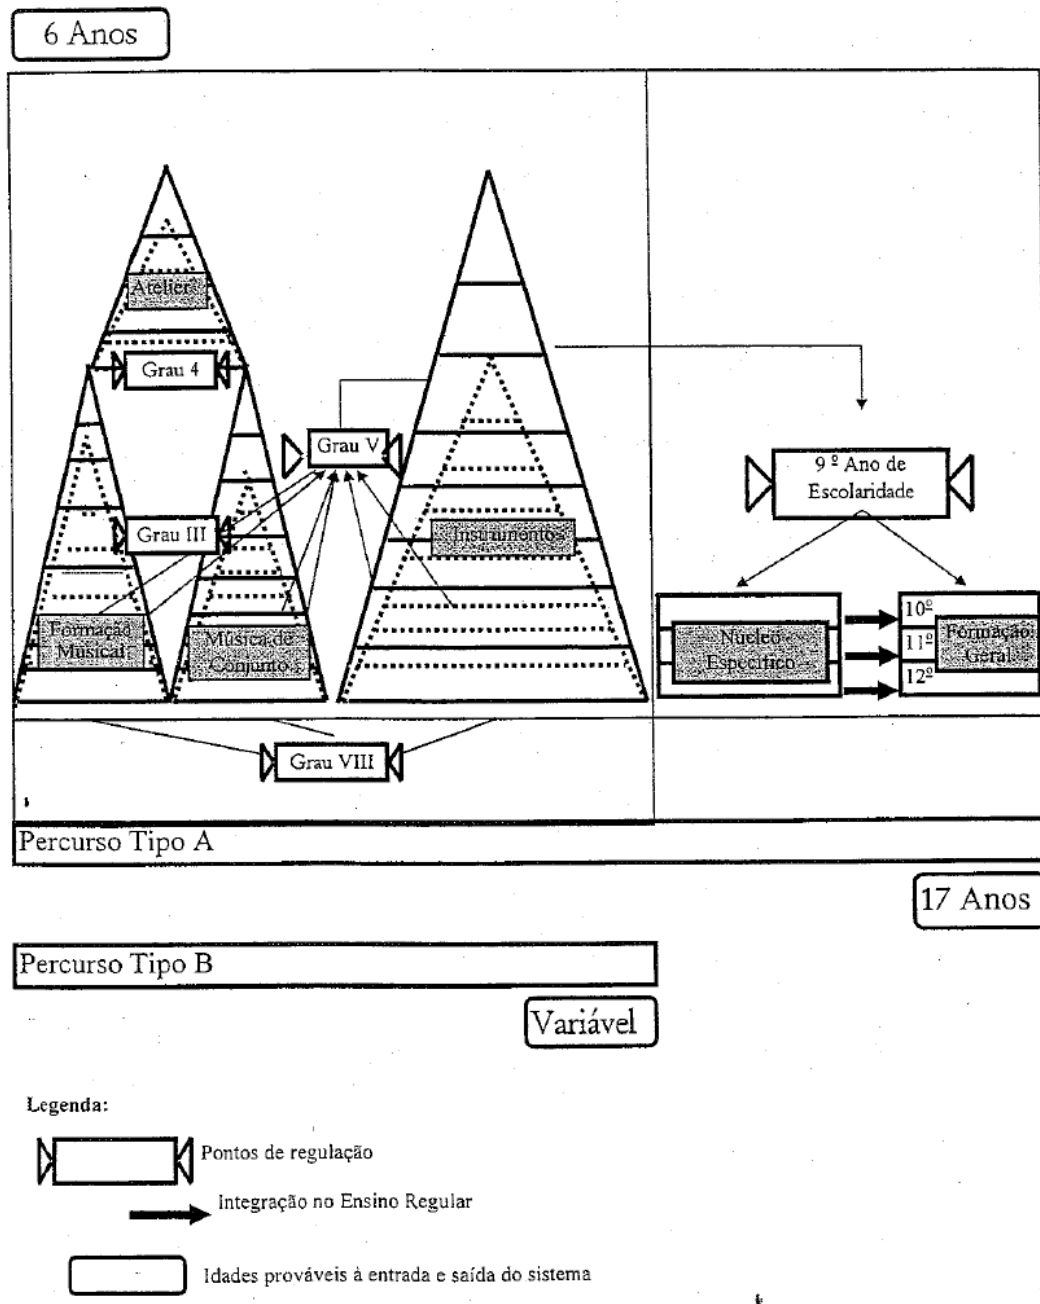 6 Anos
Atelier
Grau 4
Grau V
9º Ano de
Escolaridade
Grau III
Instrumentos
10º
11º
12º
Formação
Musical
Música de
Conjunto
Núcleo
Específico
Formação
Geral
Grau VIII
Percurso Tipo A
17 Anos
Percurso Tipo B
Variável
Legenda:
Pontos de regulação
Integração no Ensino Regular
Idades prováveis à entrada e saída do sistema